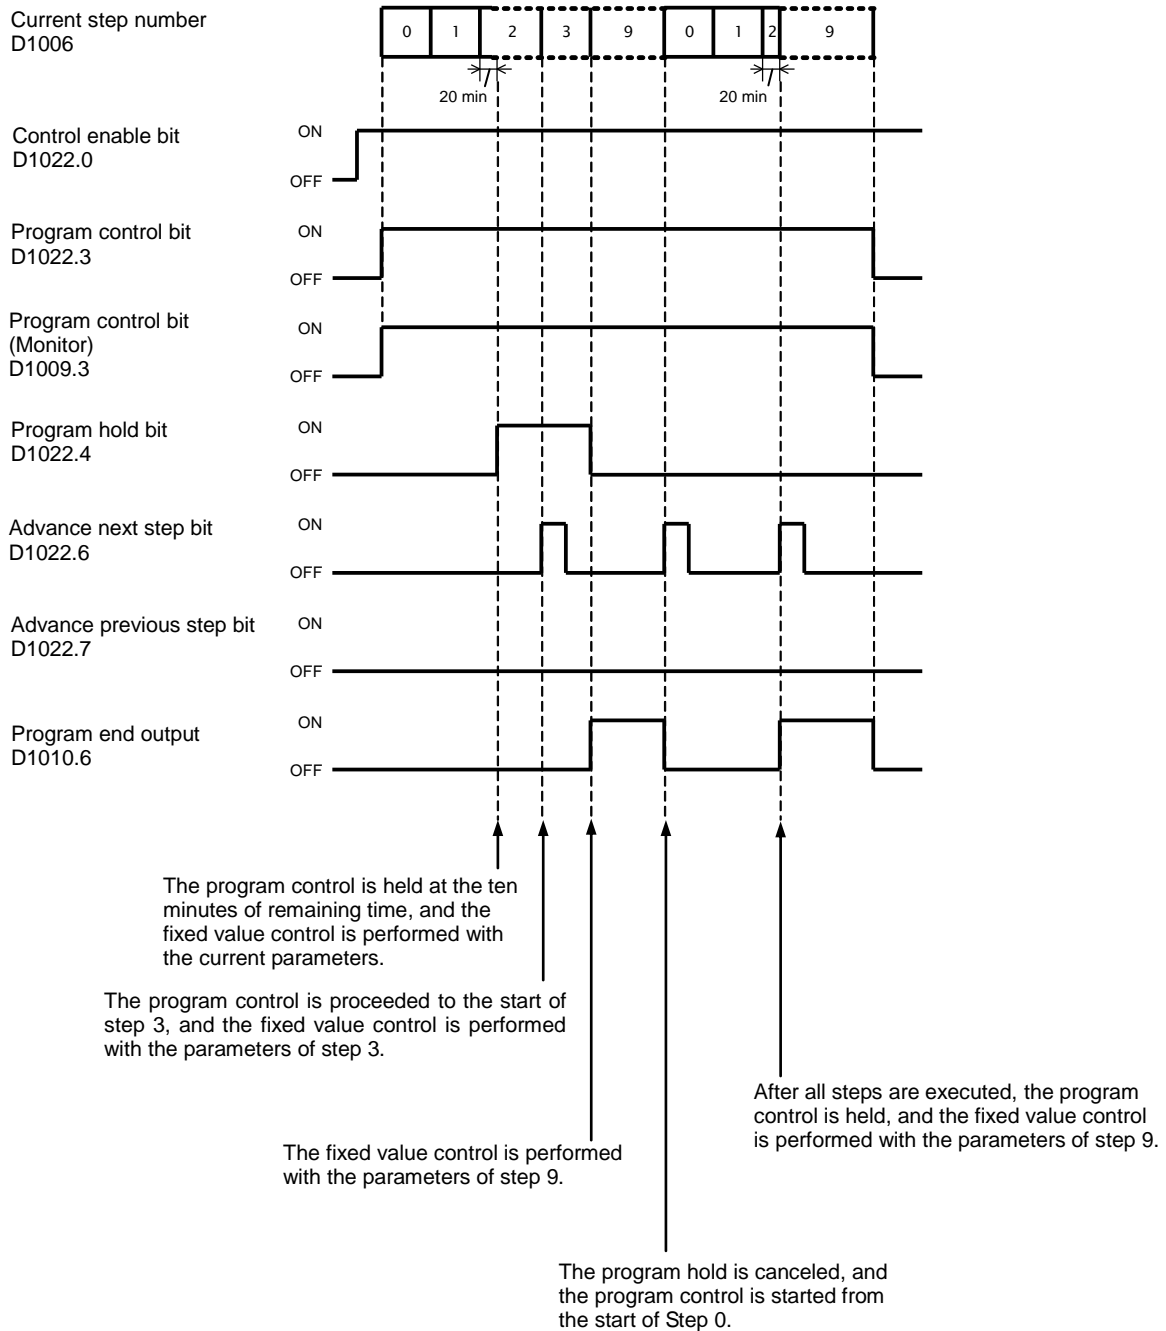 Current step number
D1006
0 1 2 3 9 0 1 2 9
20 min 20 min
Control enable bit
D1022.0
ON
OFF
Program control bit
D1022.3
ON
OFF
Program control bit
(Monitor)
D1009.3
ON
OFF
Program hold bit
D1022.4
ON
OFF
Advance next step bit
D1022.6
ON
OFF
Advance previous step bit
D1022.7
ON
OFF
Program end output
D1010.6
ON
OFF
The program control is held at the ten
minutes of remaining time, and the
fixed value control is performed with
the current parameters.
The program control is proceeded to the start of
step 3, and the fixed value control is performed
with the parameters of step 3.
The fixed value control is performed
with the parameters of step 9.
After all steps are executed, the program
control is held, and the fixed value control
is performed with the parameters of step 9.
The program hold is canceled, and
the program control is started from
the start of Step 0.